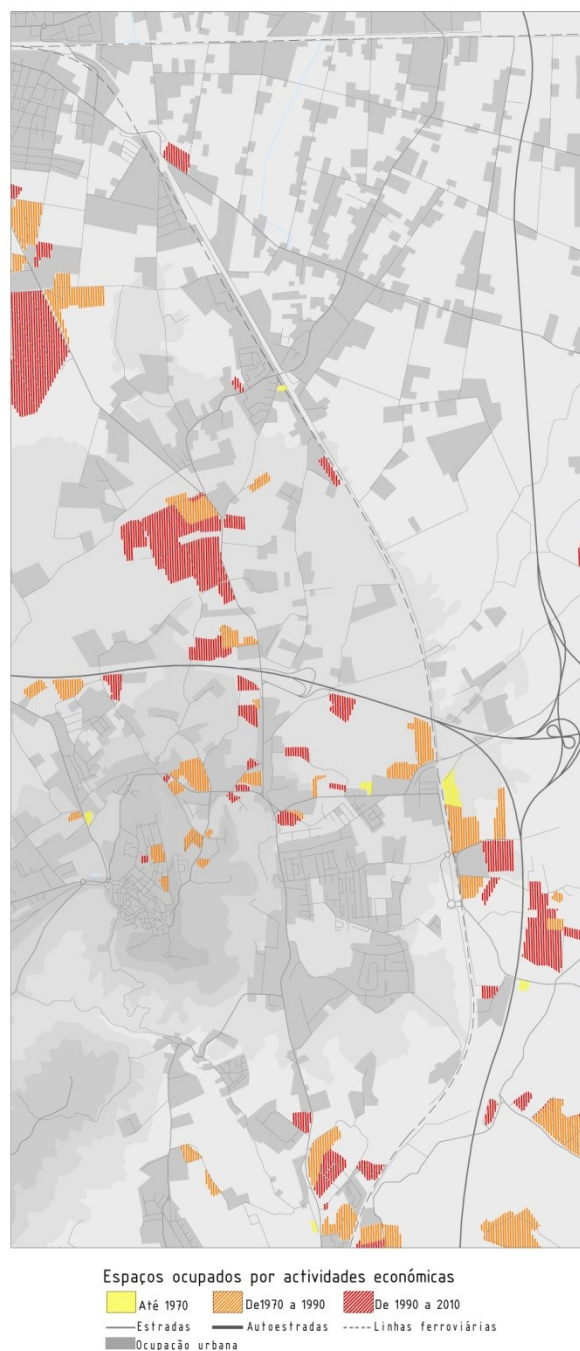 Espaços ocupados por actividades económicas
Até 1970 De1970 a 1990 De 1990 a 2010
Estradas Autoestradas Linhas ferroviárias
Ocupação urbana